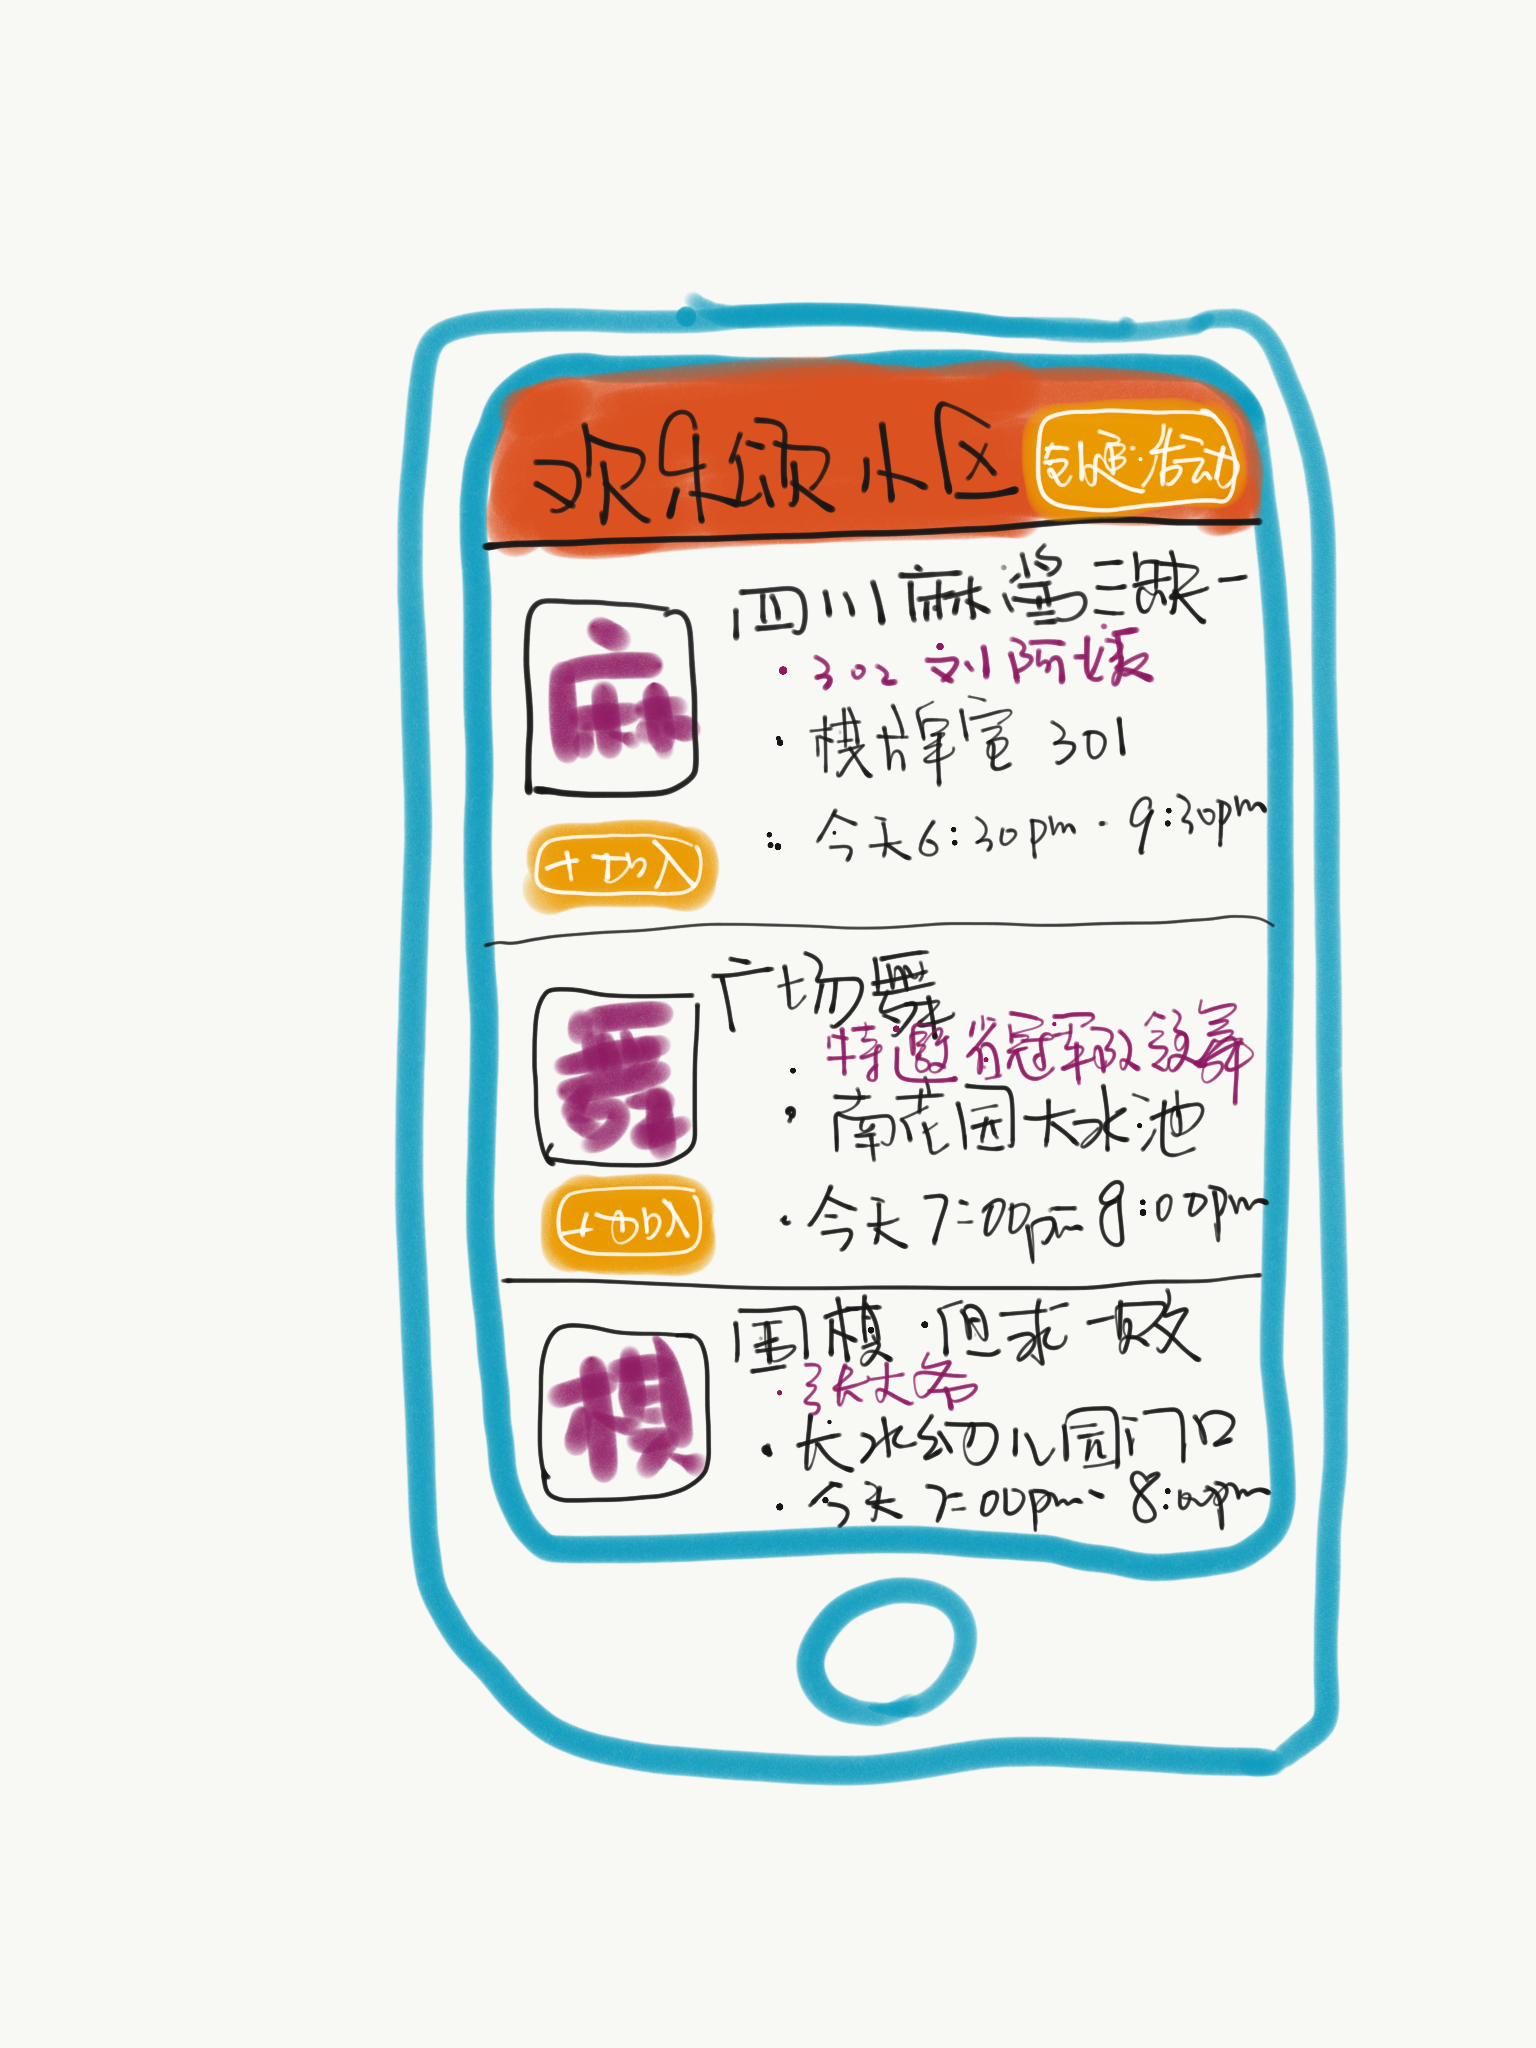 欢乐颂小区
创建活动
麻
四川麻酱三缺一
302 刘阿姨
棋牌室 301
今天6:30pm - 9:30pm
+加入
舞
广场舞
特邀省冠军队领舞
南花园大水池
今天7:00pm-8:00pm
+加入
棋
围棋·但求一败
张大爷
长水幼儿园门口
今天7:00pm-8:00pm